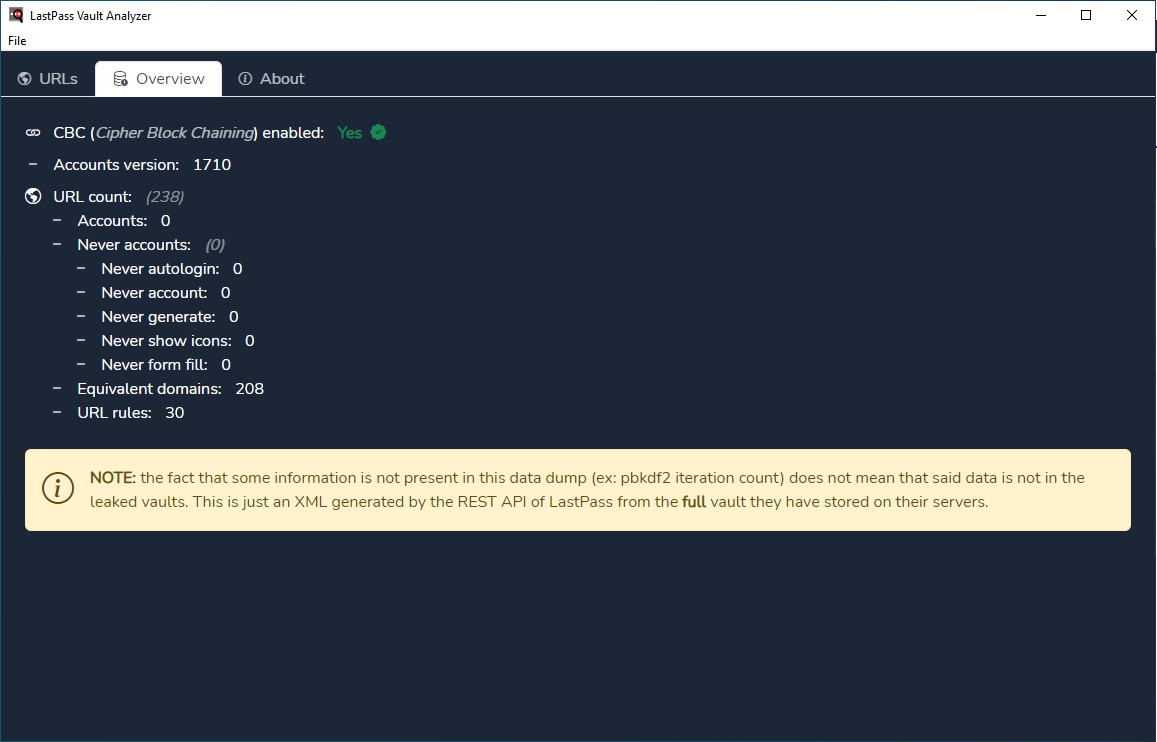 LastPass Vault Analyzer
File
URLs Overview About
CBC (Cipher Block Chaining) enabled: Yes
– Accounts version: 1710
URL count: (238)
– Accounts: 0
– Never accounts: (0)
– Never autologin: 0
– Never account: 0
– Never generate: 0
– Never show icons: 0
– Never form fill: 0
– Equivalent domains: 208
– URL rules: 30
NOTE: the fact that some information is not present in this data dump (ex: pbkdf2 iteration count) does not mean that said data is not in the
leaked vaults. This is just an XML generated by the REST API of LastPass from the full vault they have stored on their servers.